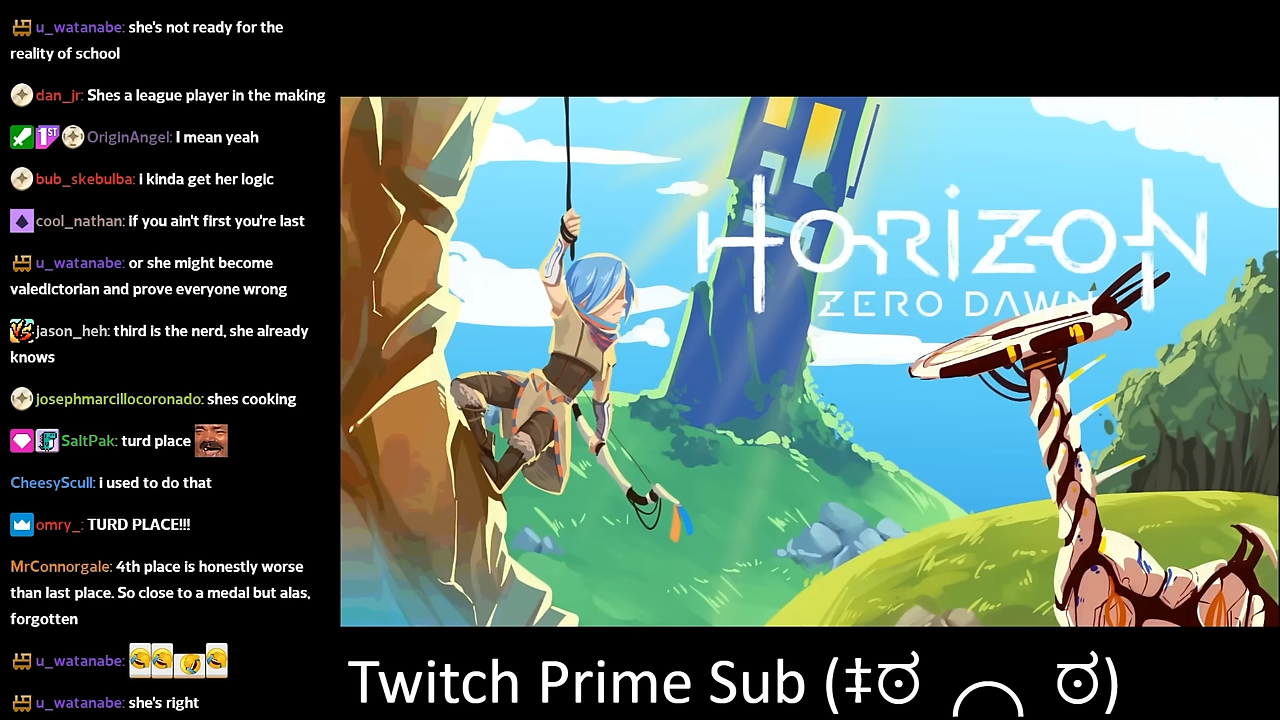 u_watanabe: she's not ready for the
reality of school
dan_jr: Shes a league player in the making
1ST OriginAngel: I mean yeah
bub_skebulba: i kinda get her logic
cool_nathan: if you ain't first you're last
u_watanabe: or she might become
valedictorian and prove everyone wrong
jason_heh: third is the nerd, she already
knows
josephmarcillocoronado: shes cooking
SaltPak: turd place
CheesyScull: i used to do that
omry_: TURD PLACE!!!
MrConnorgale: 4th place is honestly worse
than last place. So close to a medal but alas,
forgotten
u_watanabe:
u_watanabe: she's right
HORIZON
ZERO DAWN
Twitch Prime Sub (‡ಠ ╭╮ ಠ)